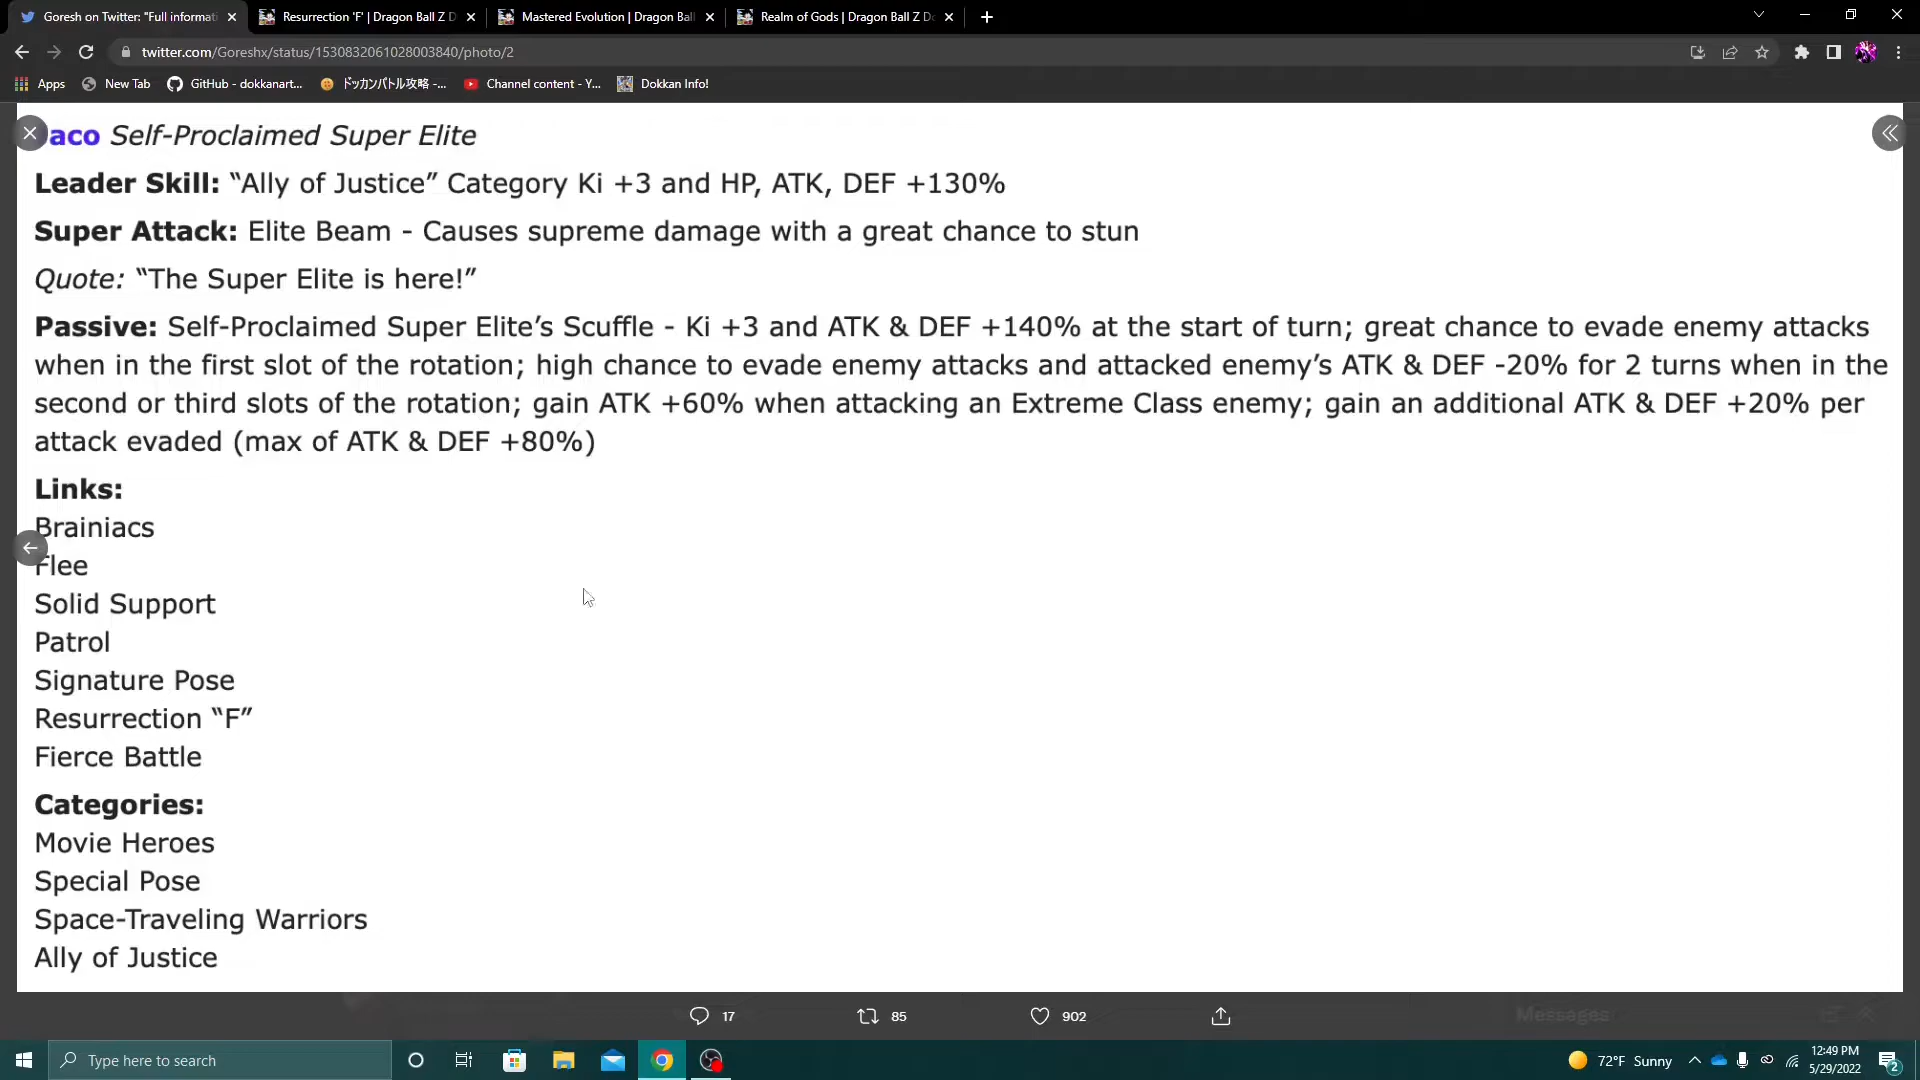 Goresh on Twitter: "Full informati
Resurrection 'F' | Dragon Ball Z D
Mastered Evolution | Dragon Ball
Realm of Gods | Dragon Ball Z Do
twitter.com/Goreshx/status/1530832061028003840/photo/2
Apps
New Tab
GitHub - dokkanart...
ドッカンバトル攻略 -...
Channel content - Y...
Dokkan Info!
aco Self-Proclaimed Super Elite
Leader Skill: “Ally of Justice” Category Ki +3 and HP, ATK, DEF +130%
Super Attack: Elite Beam - Causes supreme damage with a great chance to stun
Quote: “The Super Elite is here!”
Passive: Self-Proclaimed Super Elite’s Scuffle - Ki +3 and ATK & DEF +140% at the start of turn; great chance to evade enemy attacks
when in the first slot of the rotation; high chance to evade enemy attacks and attacked enemy’s ATK & DEF -20% for 2 turns when in the
second or third slots of the rotation; gain ATK +60% when attacking an Extreme Class enemy; gain an additional ATK & DEF +20% per
attack evaded (max of ATK & DEF +80%)
Links:
Brainiacs
Flee
Solid Support
Patrol
Signature Pose
Resurrection “F”
Fierce Battle
Categories:
Movie Heroes
Special Pose
Space-Traveling Warriors
Ally of Justice
17
85
902
Messages
Type here to search
72°F Sunny
12:49 PM
5/29/2022
2